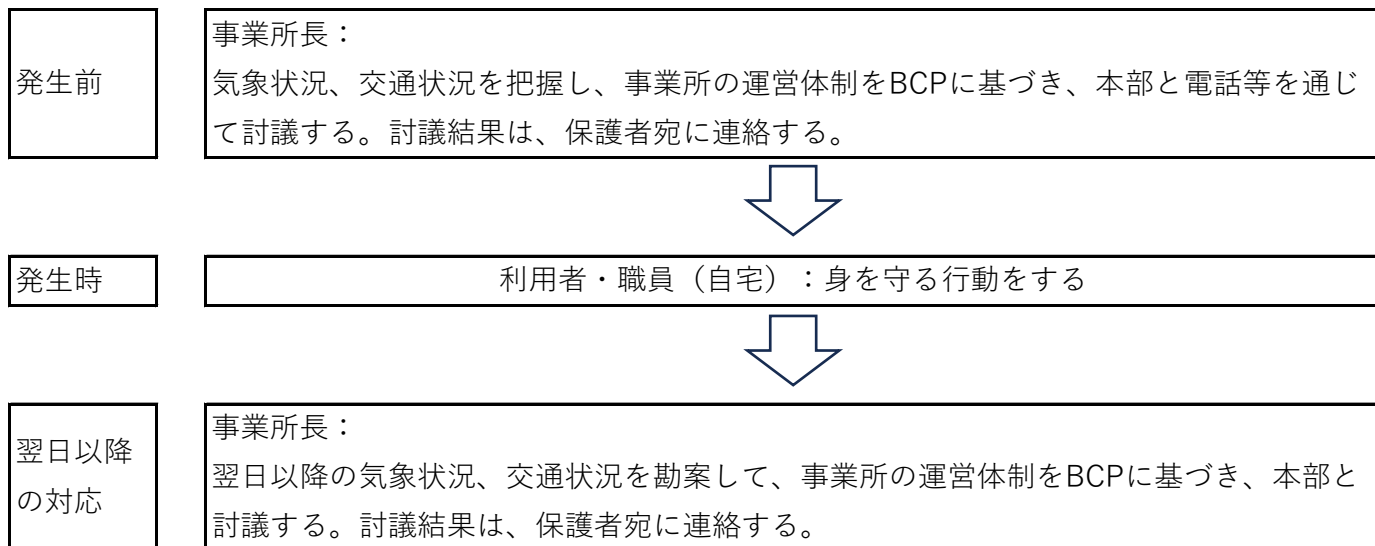 発生前
事業所長：
気象状況、交通状況を把握し、事業所の運営体制をBCPに基づき、本部と電話等を通じ
て討議する。討議結果は、保護者宛に連絡する。
発生時
利用者・職員（自宅）：身を守る行動をする
翌日以降
の対応
事業所長：
翌日以降の気象状況、交通状況を勘案して、事業所の運営体制をBCPに基づき、本部と
討議する。討議結果は、保護者宛に連絡する。